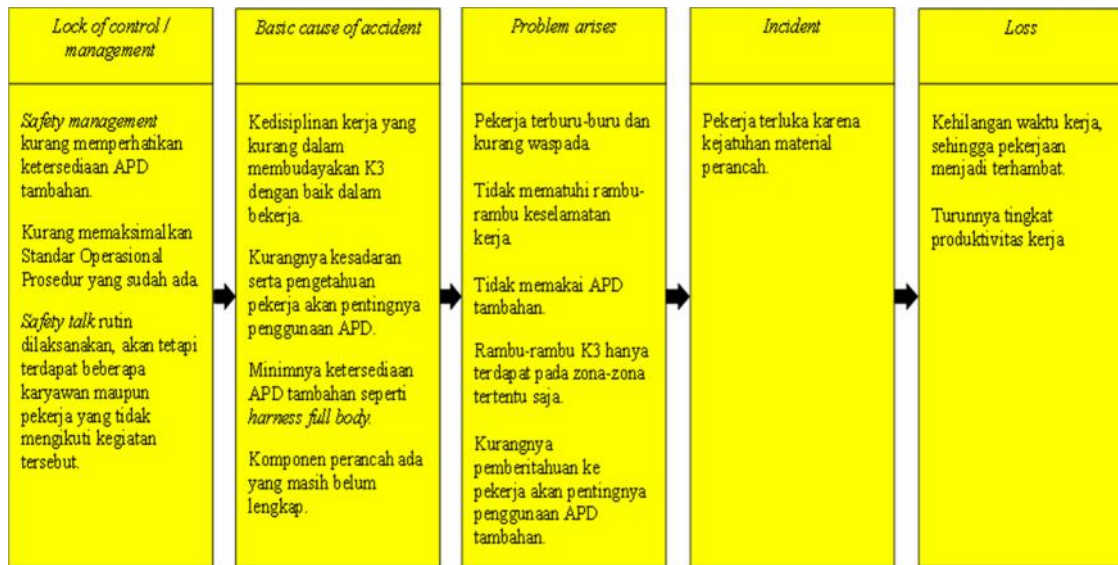 Lock of control /
management
Safety management
kurang memperhatikan
ketersediaan APD
tambahan.
Kurang memaksimalkan
Standar Operasional
Prosedur yang sudah ada.
Safety talk rutin
dilaksanakan, akan tetapi
terdapat beberapa
karyawan maupun
pekerja yang tidak
mengikuti kegiatan
tersebut.
Basic cause of accident
Kedisiplinan kerja yang
kurang dalam
membudayakan K3
dengan baik dalam
bekerja.
Kurangnya kesadaran
serta pengetahuan
pekerja akan pentingnya
penggunaan APD.
Minimnya ketersediaan
APD tambahan seperti
harness full body.
Komponen perancah ada
yang masih belum
lengkap.
Problem arises
Pekerja terburu-buru dan
kurang waspada.
Tidak mematuhi rambu-
rambu keselamatan
kerja.
Tidak memakai APD
tambahan.
Rambu-rambu K3 hanya
terdapat pada zona-zona
tertentu saja.
Kurangnya
pemberitahuan ke
pekerja akan pentingnya
penggunaan APD
tambahan.
Incident
Pekerja terluka karena
kejatuhan material
perancah.
Loss
Kehilangan waktu kerja,
sehingga pekerjaan
menjadi terhambat.
Turunnya tingkat
produktivitas kerja